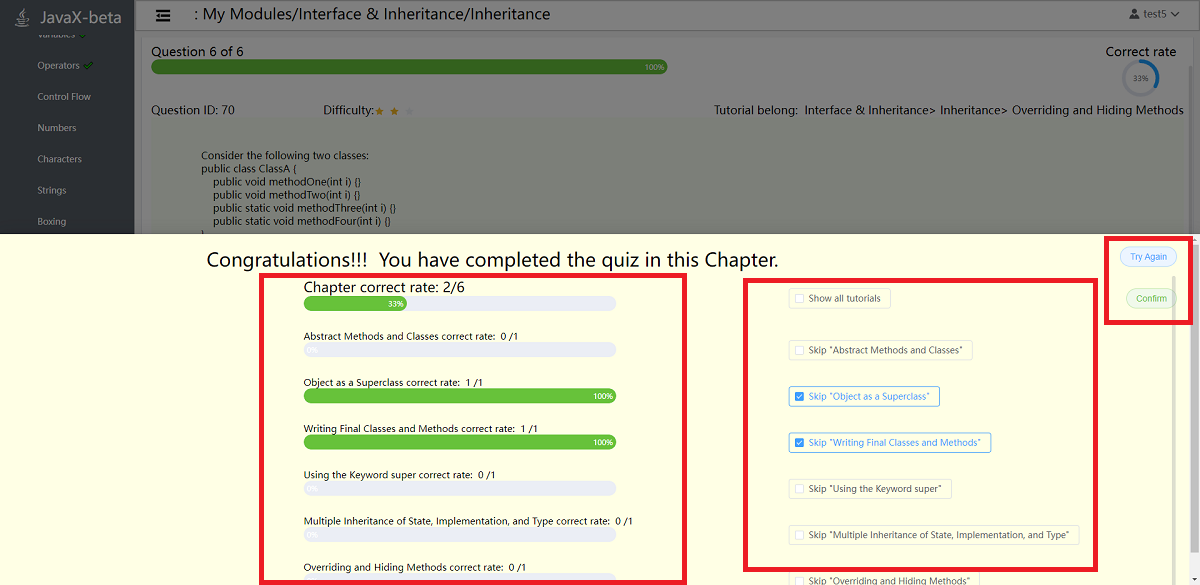 JavaX-beta
: My Modules/Interface & Inheritance/Inheritance
test5
Variables
Operators
Control Flow
Numbers
Characters
Strings
Boxing
Question 6 of 6
100%
Correct rate
33%
Question ID: 70
Difficulty:
Tutorial belong: Interface & Inheritance> Inheritance> Overriding and Hiding Methods
Consider the following two classes:
public class ClassA {
public void methodOne(int i) {}
public void methodTwo(int i) {}
public static void methodThree(int i) {}
public static void methodFour(int i) {}
}
Congratulations!!! You have completed the quiz in this Chapter.
Try Again
Confirm
Chapter correct rate: 2/6
33%
Abstract Methods and Classes correct rate: 0 /1
0%
Object as a Superclass correct rate: 1 /1
100%
Writing Final Classes and Methods correct rate: 1 /1
100%
Using the Keyword super correct rate: 0 /1
0%
Multiple Inheritance of State, Implementation, and Type correct rate: 0 /1
0%
Overriding and Hiding Methods correct rate: 0 /1
Show all tutorials
Skip "Abstract Methods and Classes"
Skip "Object as a Superclass"
Skip "Writing Final Classes and Methods"
Skip "Using the Keyword super"
Skip "Multiple Inheritance of State, Implementation, and Type"
Skip "Overriding and Hiding Methods"